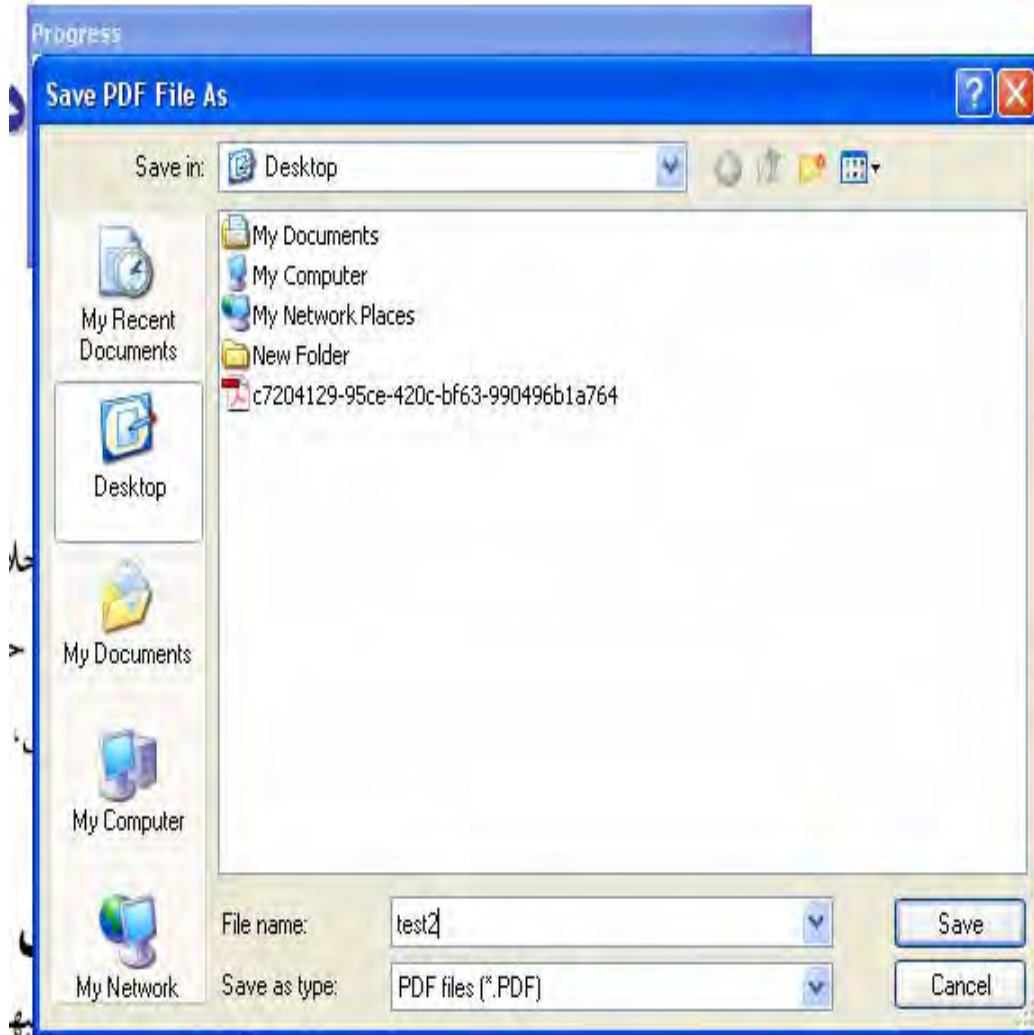 Progress
Save PDF File As
Save in: Desktop
My Documents
My Computer
My Network Places
New Folder
c7204129-95ce-420c-bf63-990496b1a764
My Recent
Documents
Desktop
My Documents
My Computer
My Network
File name: test2
Save as type: PDF files (*.PDF)
Save
Cancel